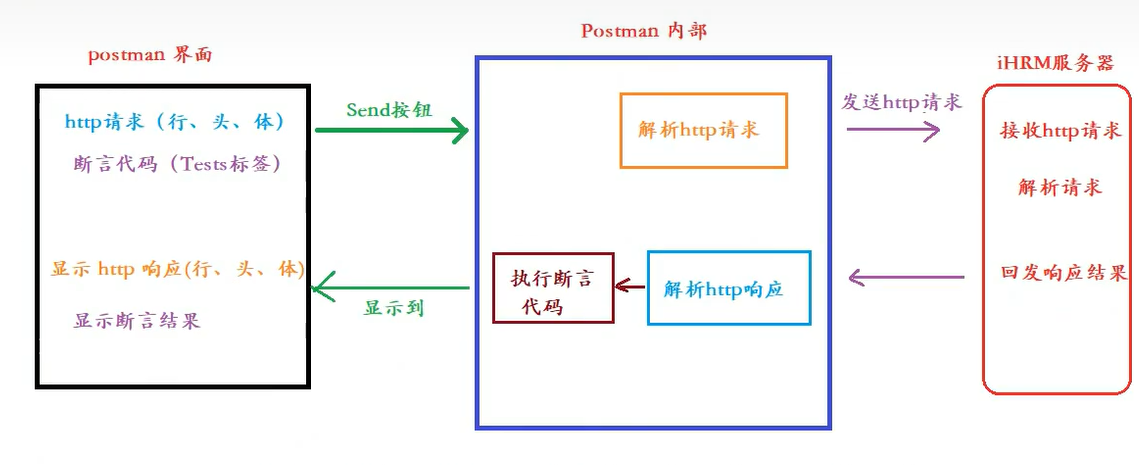 postman 界面
Postman 内部
iHRM服务器
http请求（行、头、体）
断言代码（Tests标签）
显示 http 响应(行、头、体)
显示断言结果
Send按钮
显示到
解析http请求
执行断言
代码
解析http响应
发送http请求
接收http请求
解析请求
回发响应结果